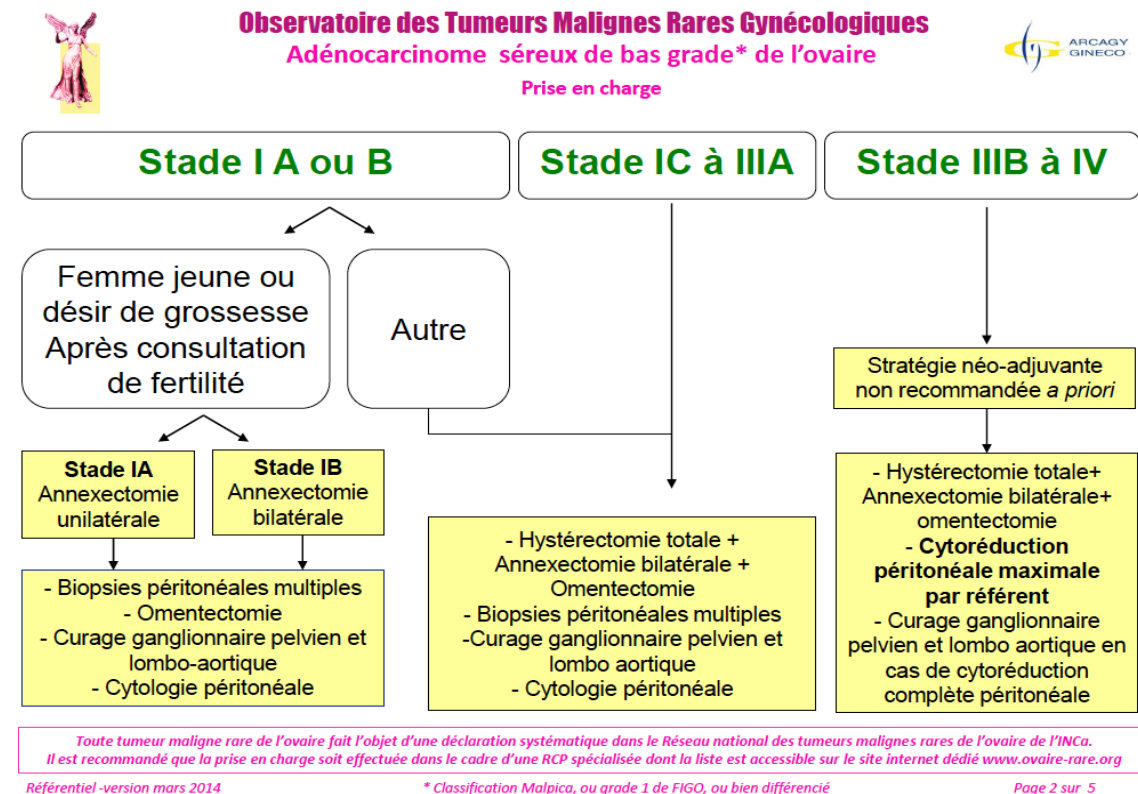 Observatoire des Tumeurs Malignes Rares Gynécologiques
Adénocarcinome séreux de bas grade* de l'ovaire
Prise en charge
ARCAGY
GINECO
Stade I A ou B
Stade IC à IIIA
Stade IIIB à IV
Femme jeune ou
désir de grossesse
Après consultation
de fertilité
Autre
Stratégie néo-adjuvante
non recommandée a priori
Stade IA
Annexectomie
unilatérale
Stade IB
Annexectomie
bilatérale
- Biopsies péritonéales multiples
- Omentectomie
- Curage ganglionnaire pelvien et
lombo-aortique
- Cytologie péritonéale
- Hystérectomie totale +
Annexectomie bilatérale +
Omentectomie
- Biopsies péritonéales multiples
-Curage ganglionnaire pelvien et
lombo aortique
- Cytologie péritonéale
- Hystérectomie totale+
Annexectomie bilatérale+
omentectomie
- Cytoréduction
péritonéale maximale
par référent
- Curage ganglionnaire
pelvien et lombo aortique en
cas de cytoréduction
complète péritonéale
Toute tumeur maligne rare de l'ovaire fait l'objet d'une déclaration systématique dans le Réseau national des tumeurs malignes rares de l'ovaire de l'INCa.
Il est recommandé que la prise en charge soit effectuée dans le cadre d'une RCP spécialisée dont la liste est accessible sur le site internet dédié www.ovaire-rare.org
Référentiel -version mars 2014
* Classification Malpica, ou grade 1 de FIGO, ou bien différencié
Page 2 sur 5